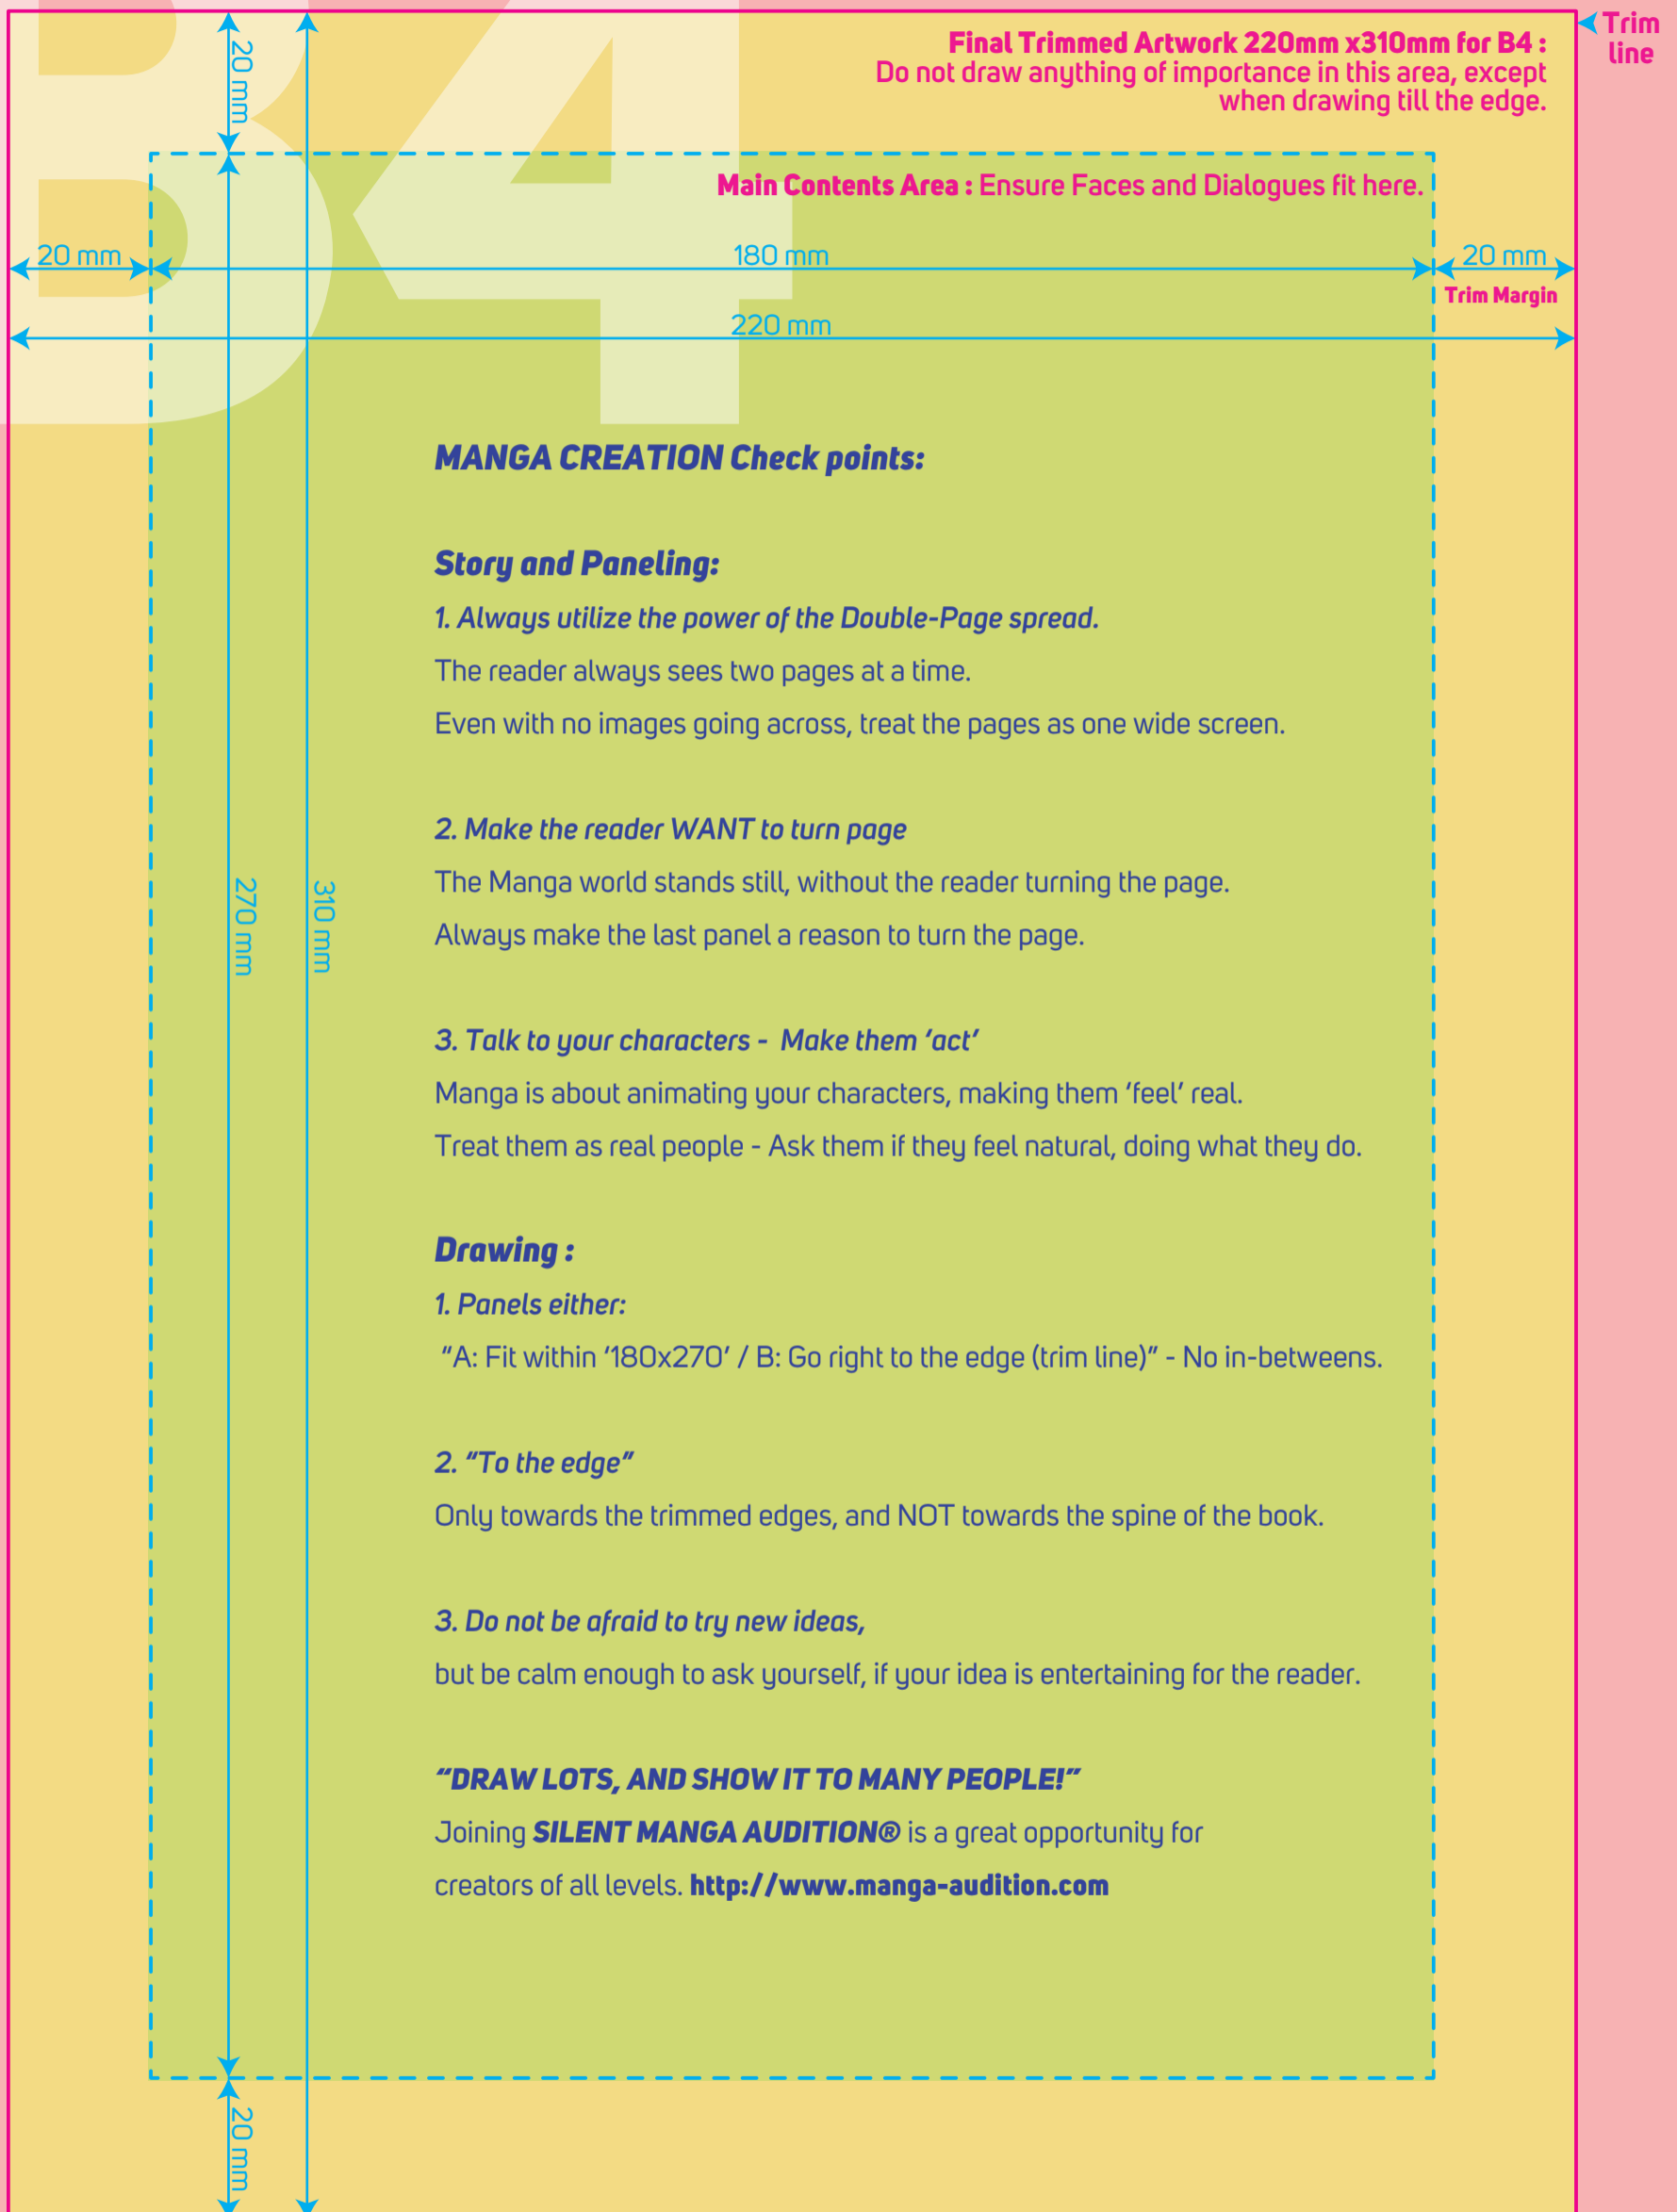 B4
Trim
line
Final Trimmed Artwork 220mm x310mm for B4 :
Do not draw anything of importance in this area, except
when drawing till the edge.
20 mm
Main Contents Area : Ensure Faces and Dialogues fit here.
20 mm
180 mm
20 mm
Trim Margin
220 mm
MANGA CREATION Check points:
Story and Paneling:
1. Always utilize the power of the Double-Page spread.
The reader always sees two pages at a time.
Even with no images going across, treat the pages as one wide screen.
2. Make the reader WANT to turn page
The Manga world stands still, without the reader turning the page.
Always make the last panel a reason to turn the page.
270 mm
310 mm
3. Talk to your characters -  Make them ‘act’
Manga is about animating your characters, making them ‘feel’ real.
Treat them as real people - Ask them if they feel natural, doing what they do.
Drawing :
1. Panels either:
“A: Fit within ‘180x270’ / B: Go right to the edge (trim line)” - No in-betweens.
2. “To the edge”
Only towards the trimmed edges, and NOT towards the spine of the book.
3. Do not be afraid to try new ideas,
but be calm enough to ask yourself, if your idea is entertaining for the reader.
“DRAW LOTS, AND SHOW IT TO MANY PEOPLE!”
Joining SILENT MANGA AUDITION® is a great opportunity for
creators of all levels. http://www.manga-audition.com
20 mm